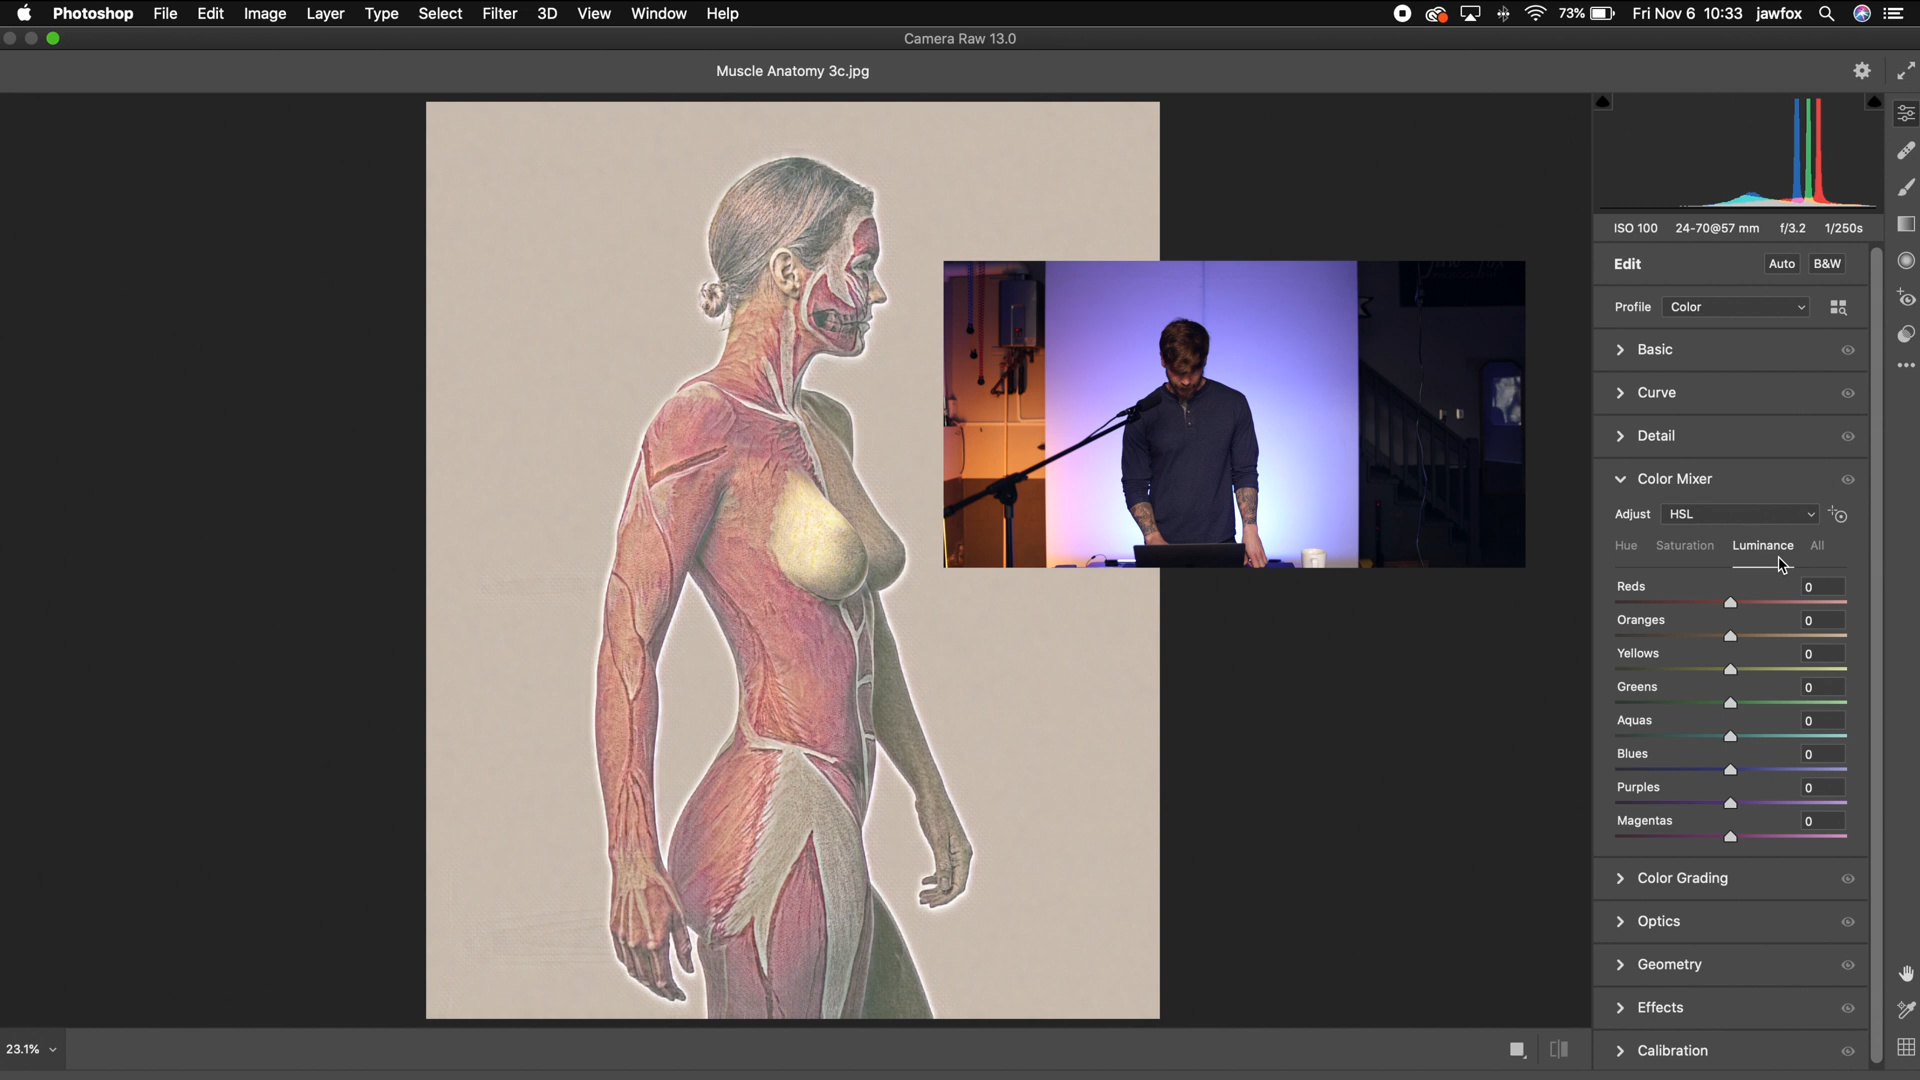 Photoshop File Edit Image Layer Type Select Filter 3D View Window Help 73% Fri Nov 6 10:33 jawfox
Camera Raw 13.0
Muscle Anatomy 3c.jpg
ISO 100 24-70@57 mm f/3.2 1/250s
Edit Auto B&W
Profile Color
Basic
Curve
Detail
Color Mixer
Adjust HSL
Hue Saturation Luminance All
Reds 0
Oranges 0
Yellows 0
Greens 0
Aquas 0
Blues 0
Purples 0
Magentas 0
Color Grading
Optics
Geometry
Effects
Calibration
23.1%